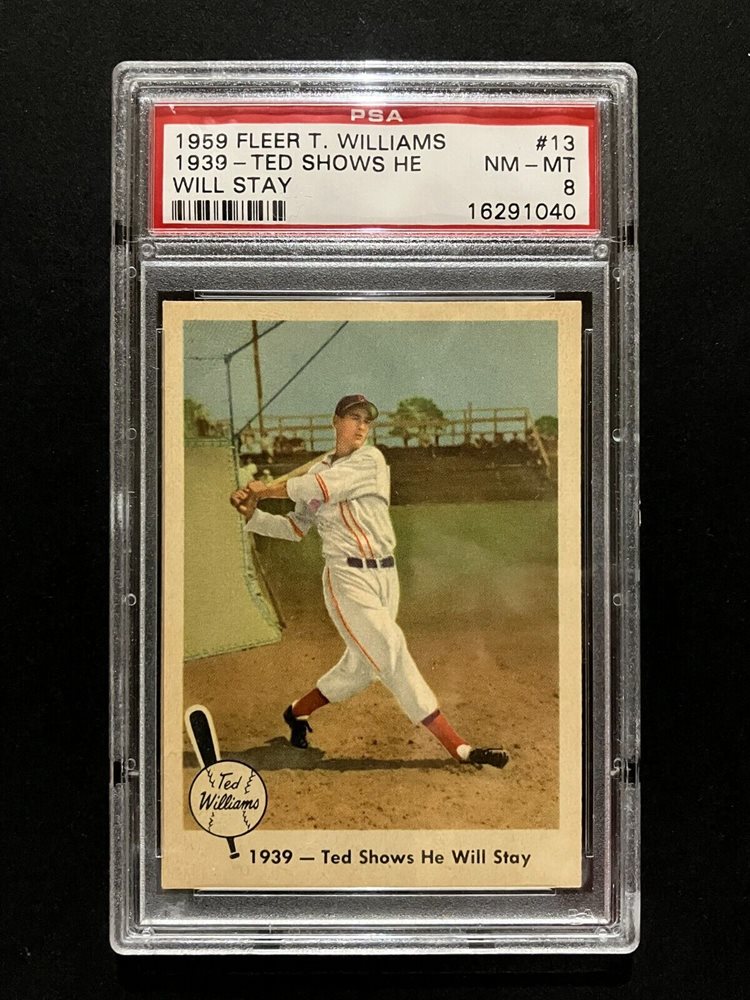 PSA
1959 FLEER T. WILLIAMS #13
1939 - TED SHOWS HE NM - MT
WILL STAY 8
16291040
Ted
Williams
1939 — Ted Shows He Will Stay